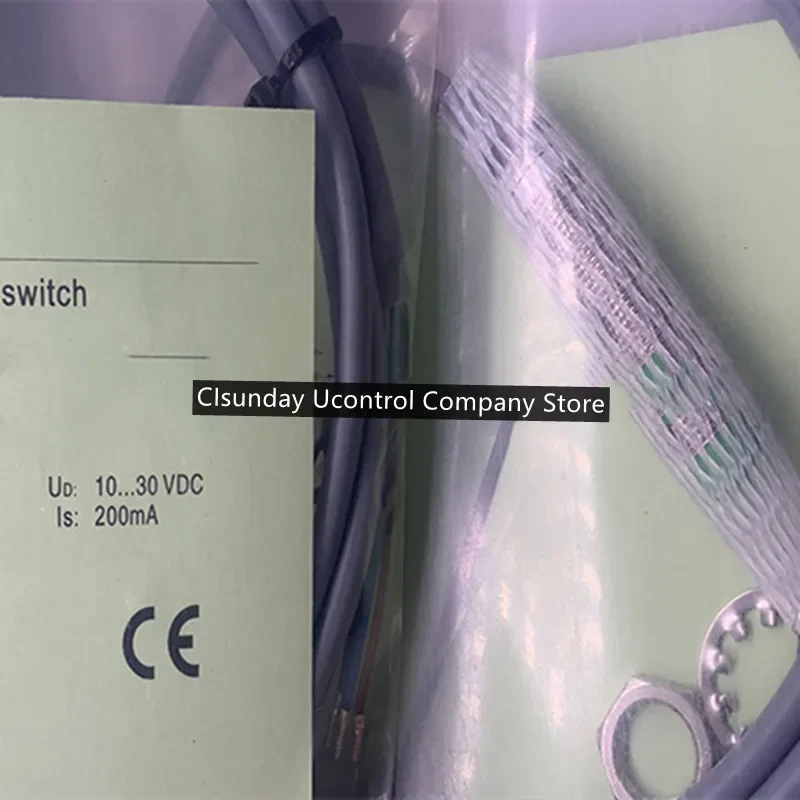 switch
Clsunday Ucontrol Company Store
UD: 10...30 VDC
Is: 200mA
CE